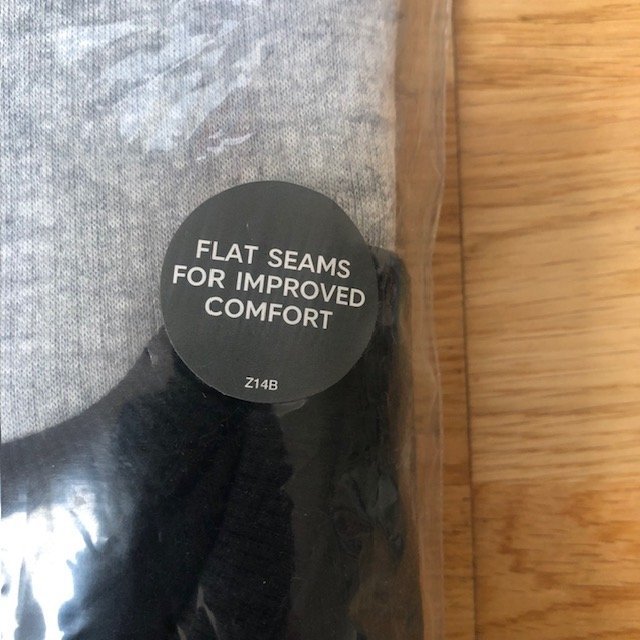 FLAT SEAMS
FOR IMPROVED
COMFORT
Z14B